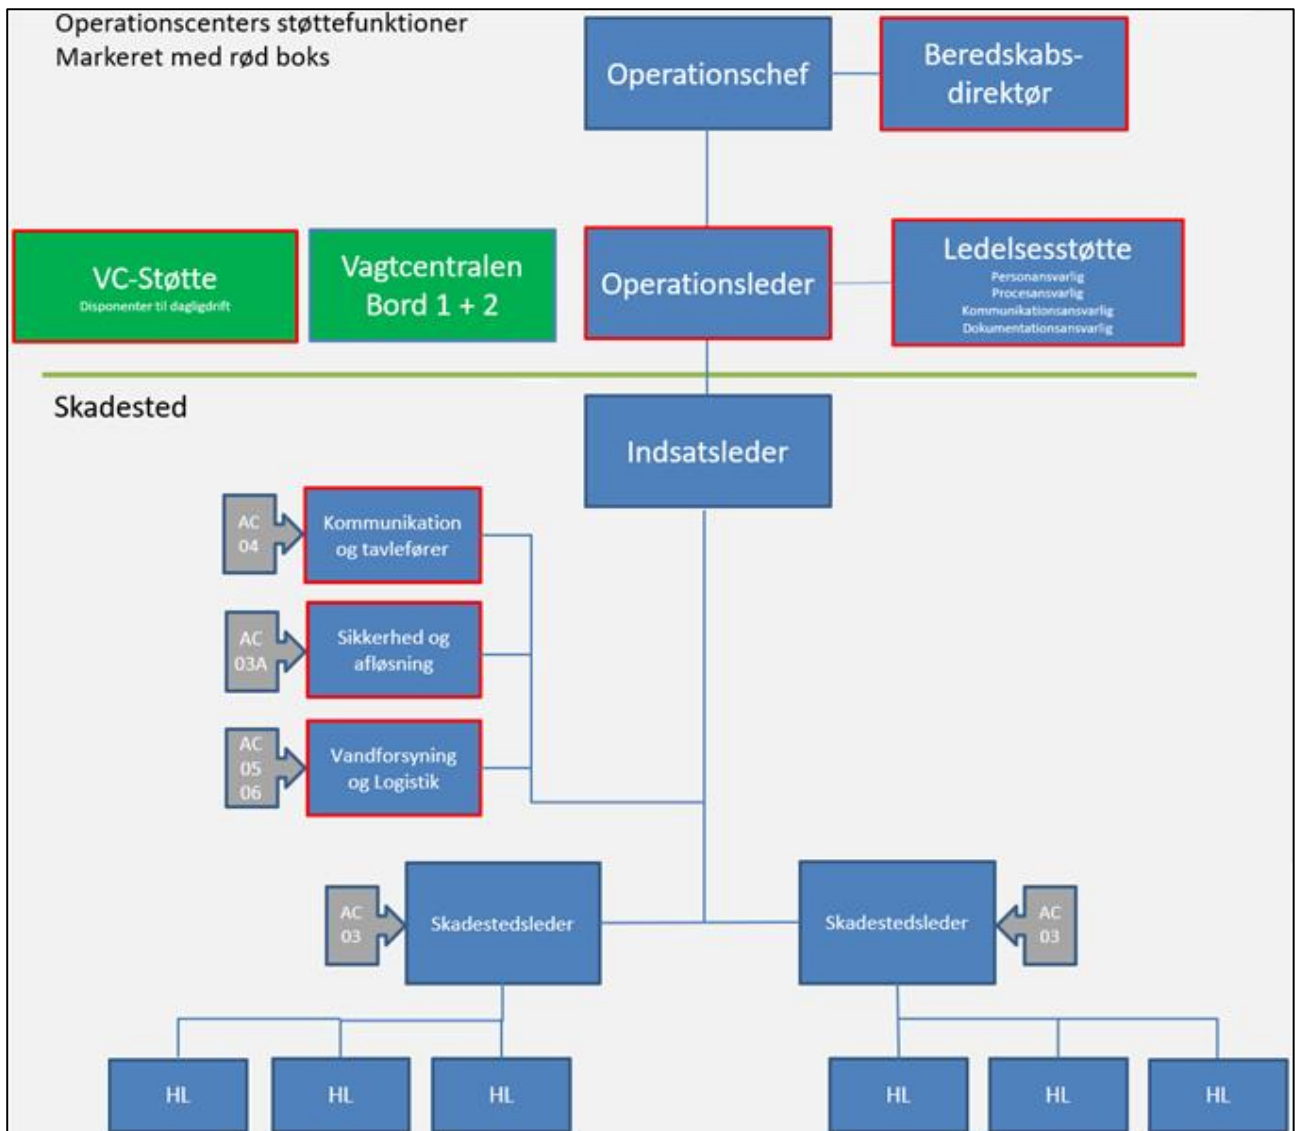 Operationscenters støttefunktioner
Markeret med rød boks
Operationschef
Beredskabs-
direktør
VC-Støtte
Disponenter til dagligdrift
Vagtcentralen
Bord 1 + 2
Operationsleder
Ledelsesstøtte
Personansvarlig
Procesansvarlig
Kommunikationsansvarlig
Dokumentationsansvarlig
Skadested
Indsatsleder
AC
04
Kommunikation
og tavlefører
AC
03A
Sikkerhed og
afløsning
AC
05
06
Vandforsyning
og Logistik
AC
03
Skadestedsleder
Skadestedsleder
AC
03
HL
HL
HL
HL
HL
HL